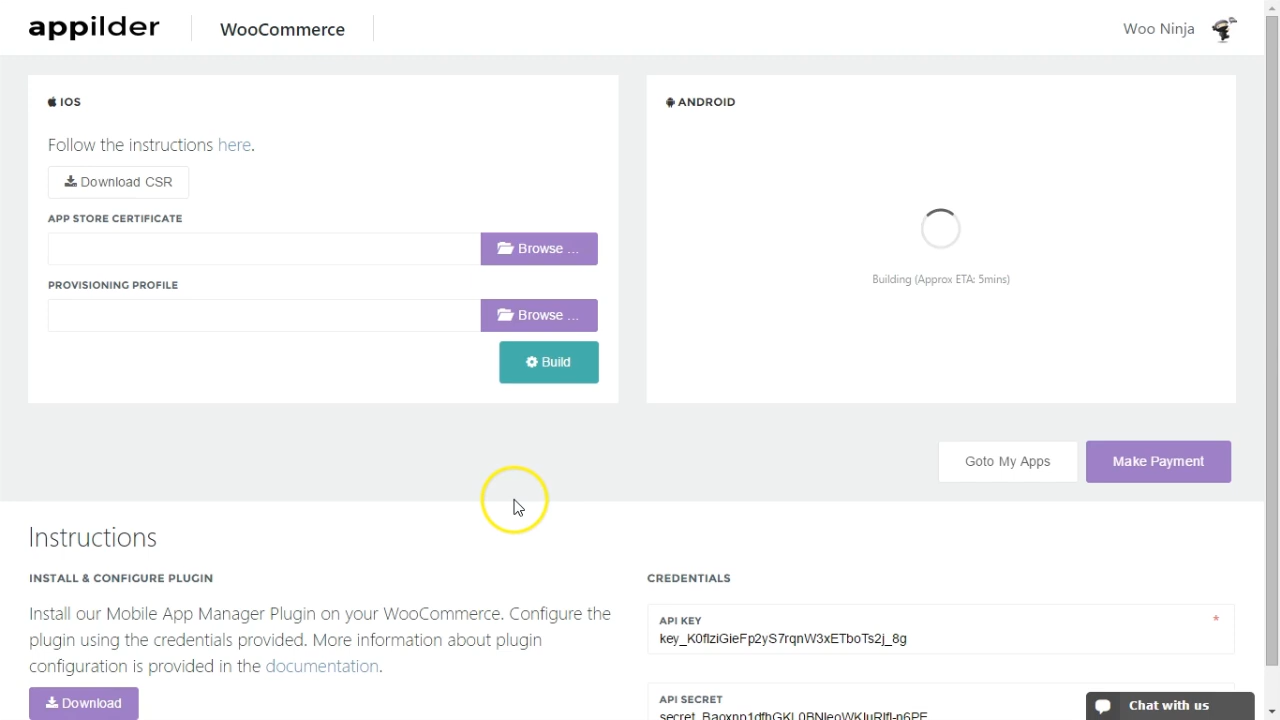 appilder
WooCommerce
Woo Ninja
IOS
Follow the instructions here.
Download CSR
APP STORE CERTIFICATE
Browse ...
PROVISIONING PROFILE
Browse ...
Build
ANDROID
Building (Approx ETA: 5mins)
Goto My Apps
Make Payment
Instructions
INSTALL & CONFIGURE PLUGIN
Install our Mobile App Manager Plugin on your WooCommerce. Configure the
plugin using the credentials provided. More information about plugin
configuration is provided in the documentation.
Download
CREDENTIALS
API KEY
*
API SECRET
Chat with us